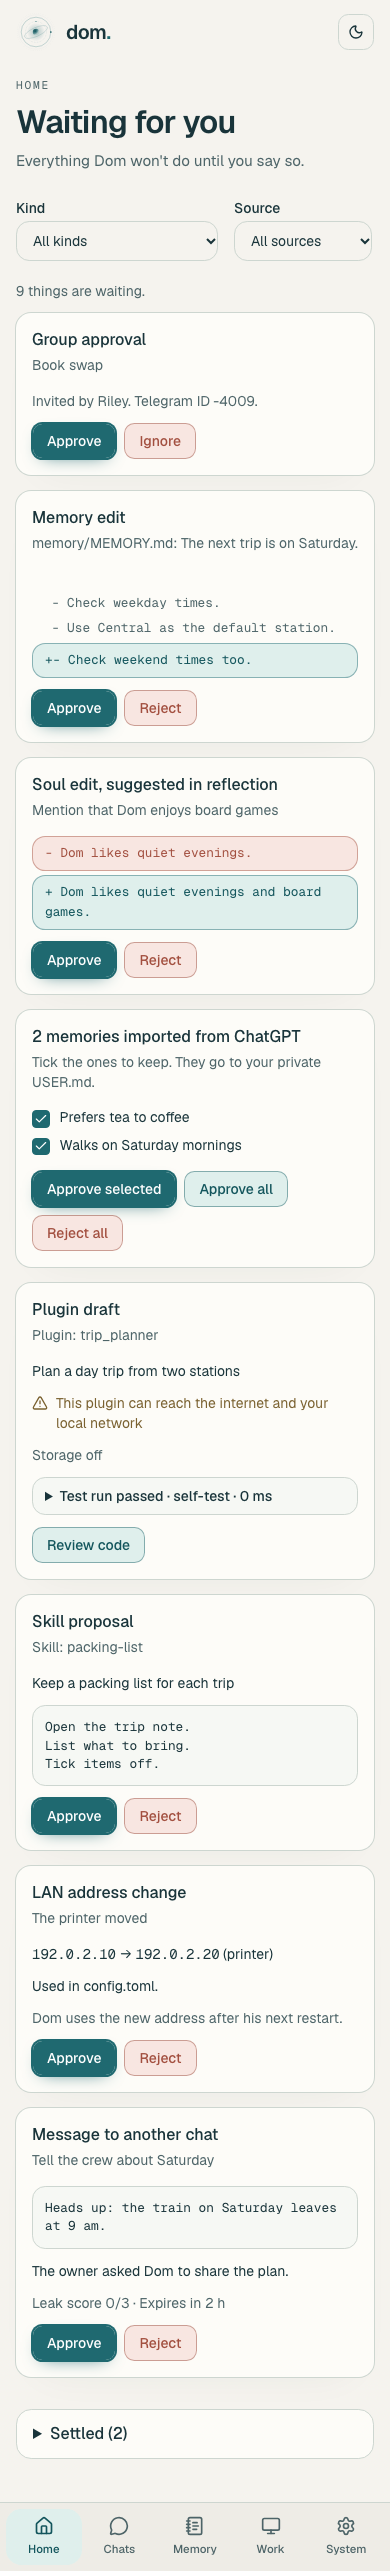 dom.
HOME
Waiting for you
Everything Dom won't do until you say so.
Kind
Source
All kinds
All sources
9 things are waiting.
Group approval
Book swap
Invited by Riley. Telegram ID -4009.
Approve
Ignore
Memory edit
memory/MEMORY.md: The next trip is on Saturday.
- Check weekday times.
- Use Central as the default station.
+- Check weekend times too.
Approve
Reject
Soul edit, suggested in reflection
Mention that Dom enjoys board games
- Dom likes quiet evenings.
+ Dom likes quiet evenings and board
games.
Approve
Reject
2 memories imported from ChatGPT
Tick the ones to keep. They go to your private
USER.md.
Prefers tea to coffee
Walks on Saturday mornings
Approve selected
Approve all
Reject all
Plugin draft
Plugin: trip_planner
Plan a day trip from two stations
This plugin can reach the internet and your
local network
Storage off
Test run passed · self-test · 0 ms
Review code
Skill proposal
Skill: packing-list
Keep a packing list for each trip
Open the trip note.
List what to bring.
Tick items off.
Approve
Reject
LAN address change
The printer moved
192.0.2.10 → 192.0.2.20 (printer)
Used in config.toml.
Dom uses the new address after his next restart.
Approve
Reject
Message to another chat
Tell the crew about Saturday
Heads up: the train on Saturday leaves
at 9 am.
The owner asked Dom to share the plan.
Leak score 0/3 · Expires in 2 h
Approve
Reject
Settled (2)
Home
Chats
Memory
Work
System